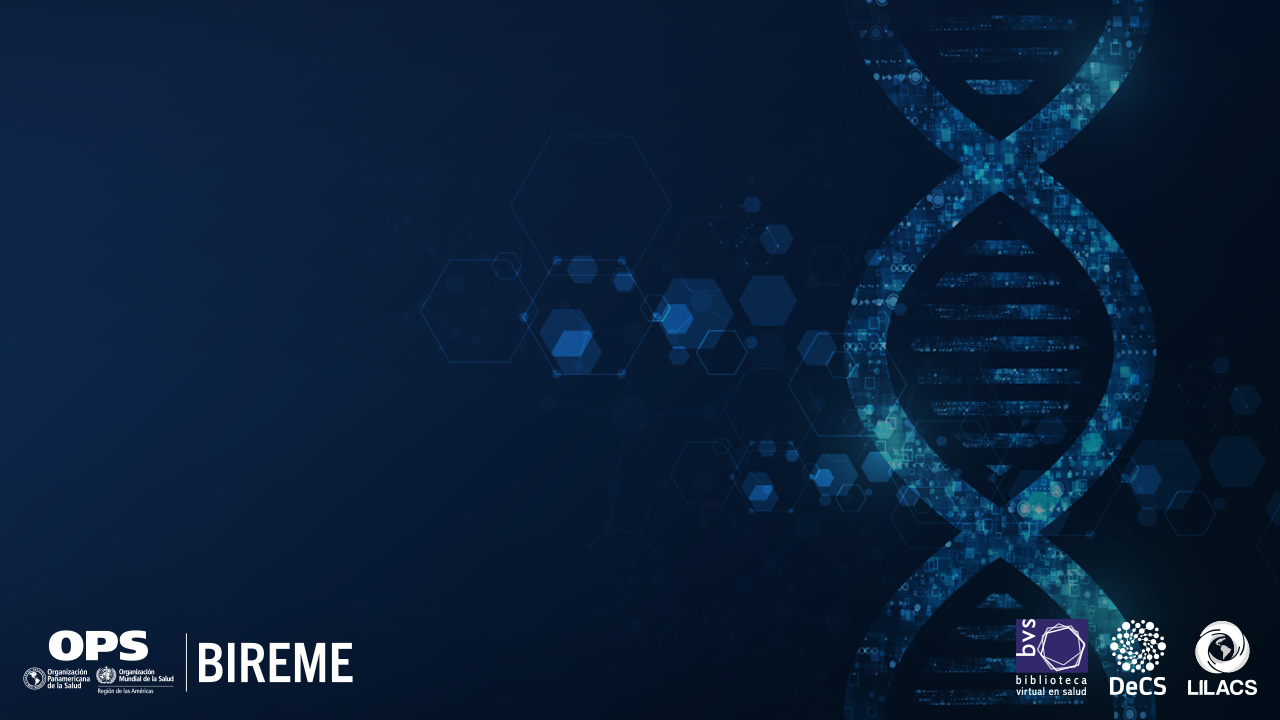 OPS
Organización
Panamericana
de la Salud
Organización
Mundial de la Salud
Región de las Américas
BIREME
bvs
biblioteca
virtual en salud
DeCS
LILACS